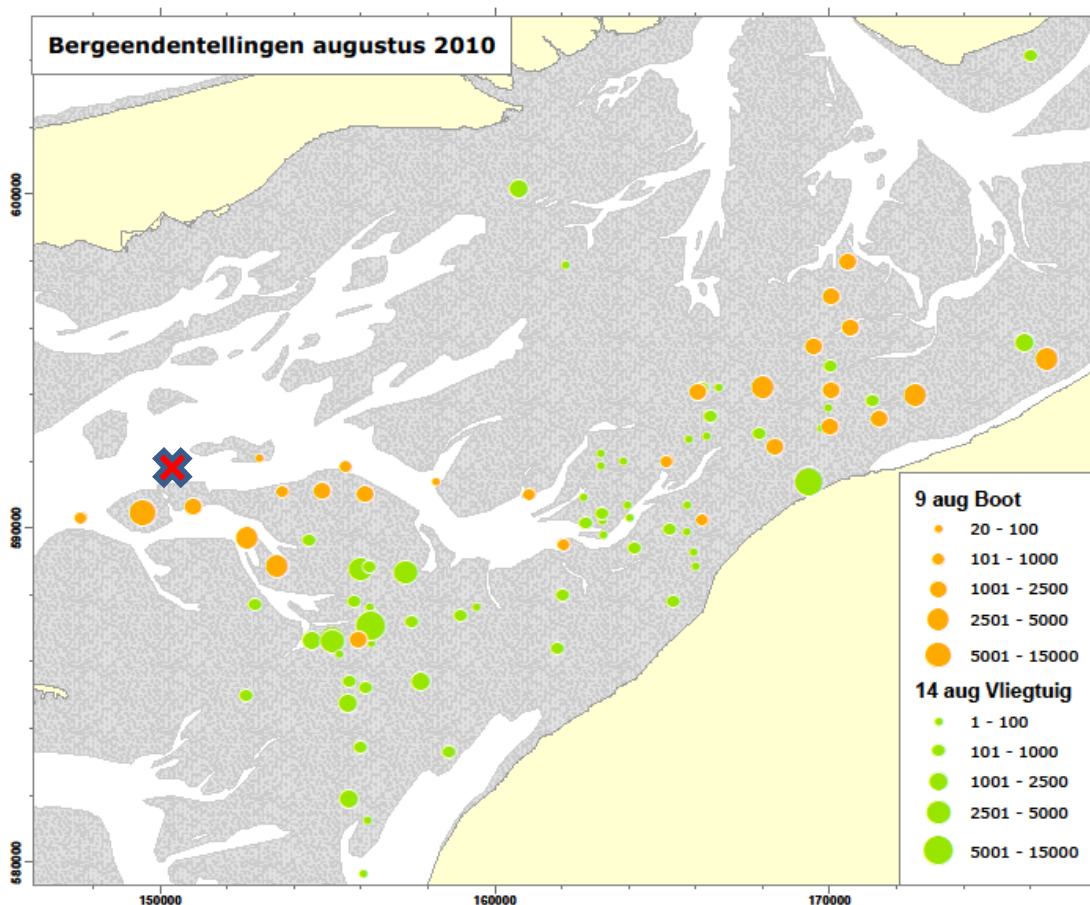 Bergeendentellingen augustus 2010
600000
590000
580000
150000
160000
170000
9 aug Boot
20 - 100
101 - 1000
1001 - 2500
2501 - 5000
5001 - 15000
14 aug Vliegtuig
1 - 100
101 - 1000
1001 - 2500
2501 - 5000
5001 - 15000